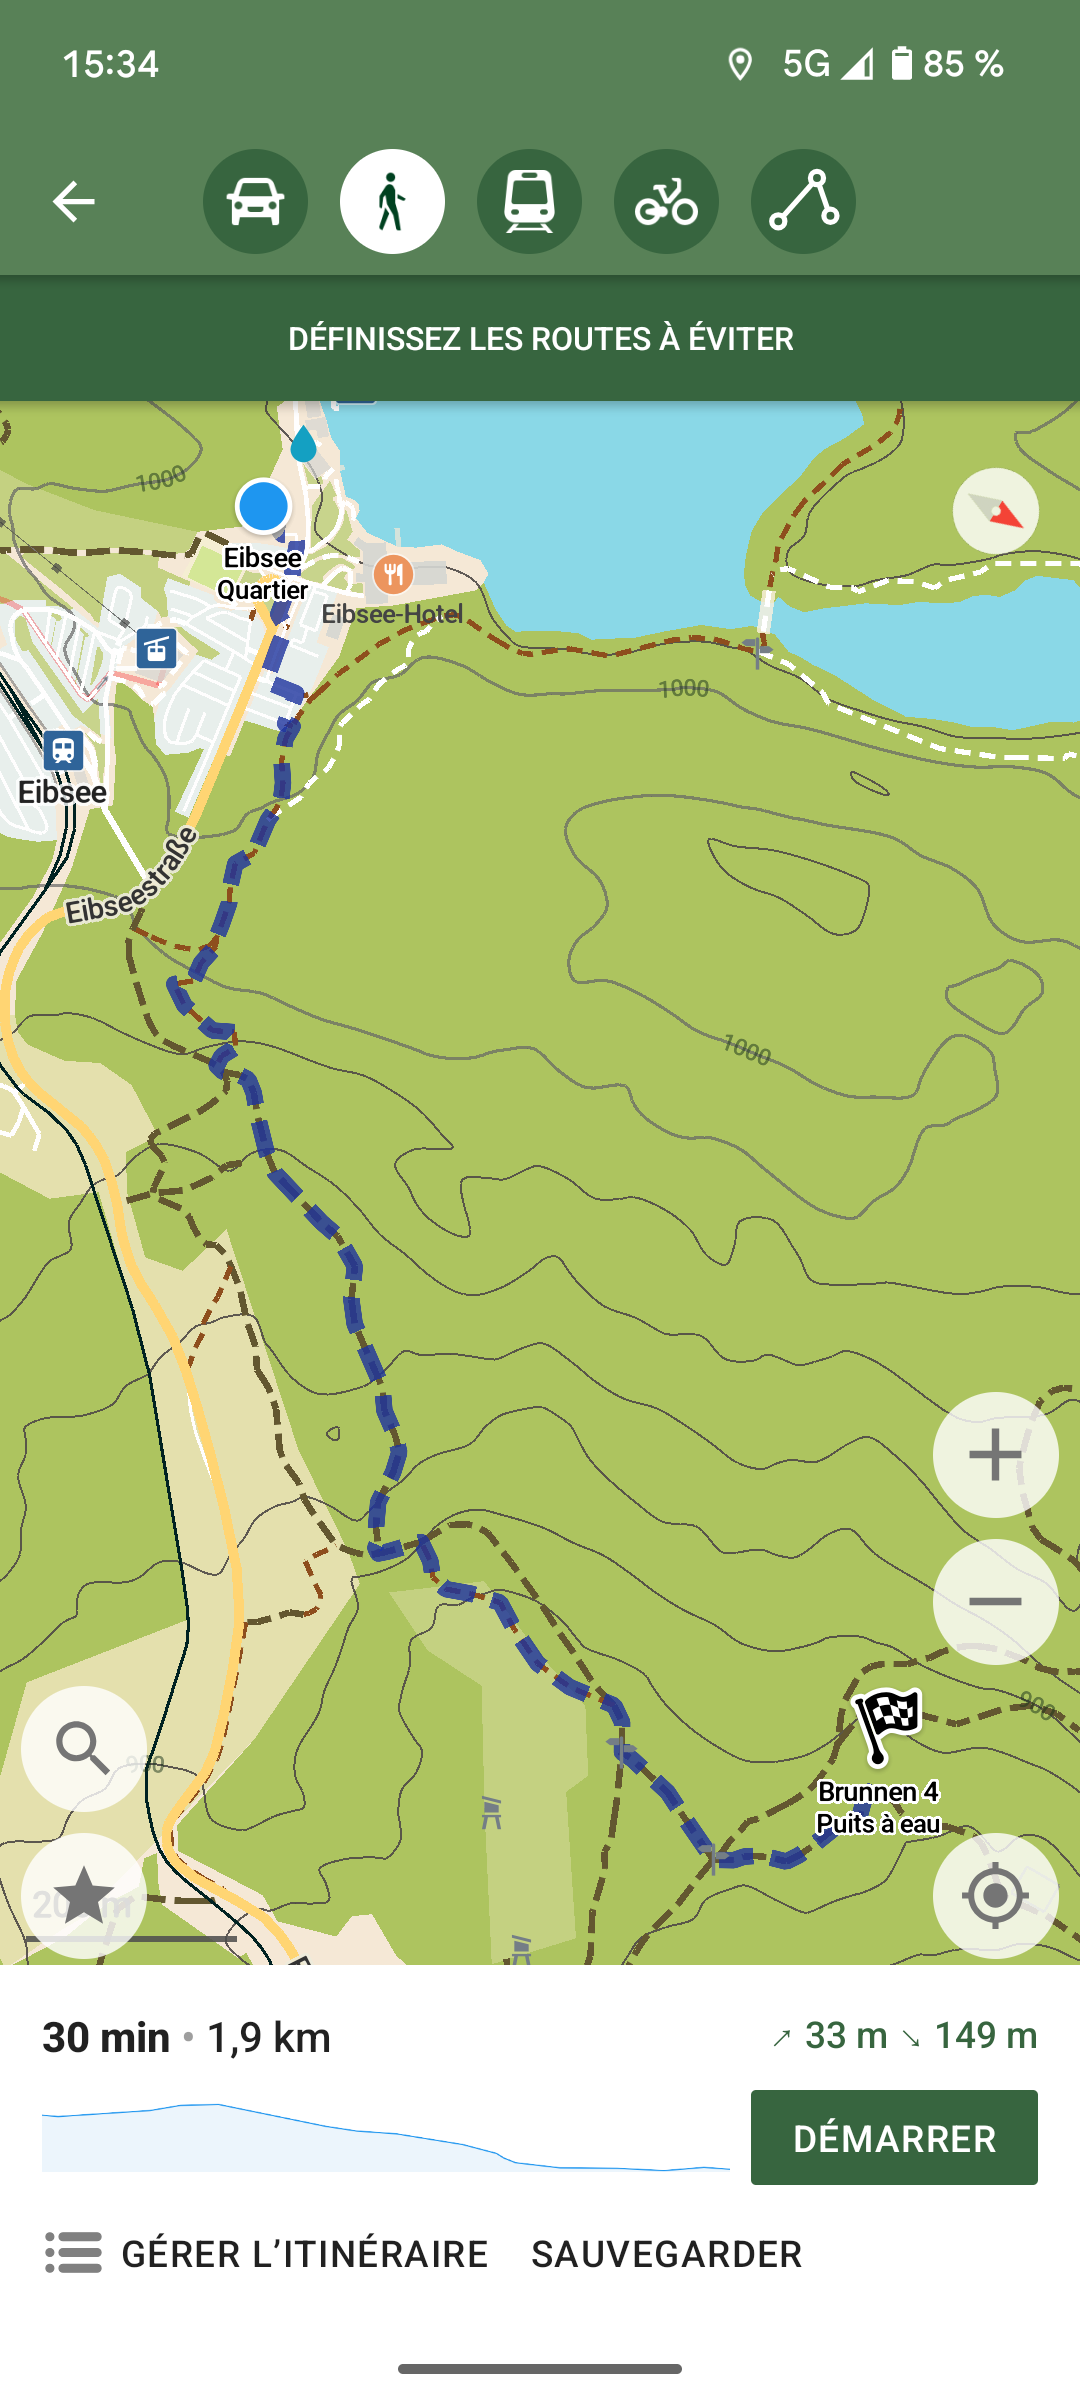 15:34
5G
85 %
DÉFINISSEZ LES ROUTES À ÉVITER
1000
Eibsee
Quartier
Eibsee-Hotel
1000
Eibsee
Eibseestraße
1000
900
Brunnen 4
Puits à eau
30 min • 1,9 km
33 m
149 m
DÉMARRER
GÉRER L’ITINÉRAIRE
SAUVEGARDER